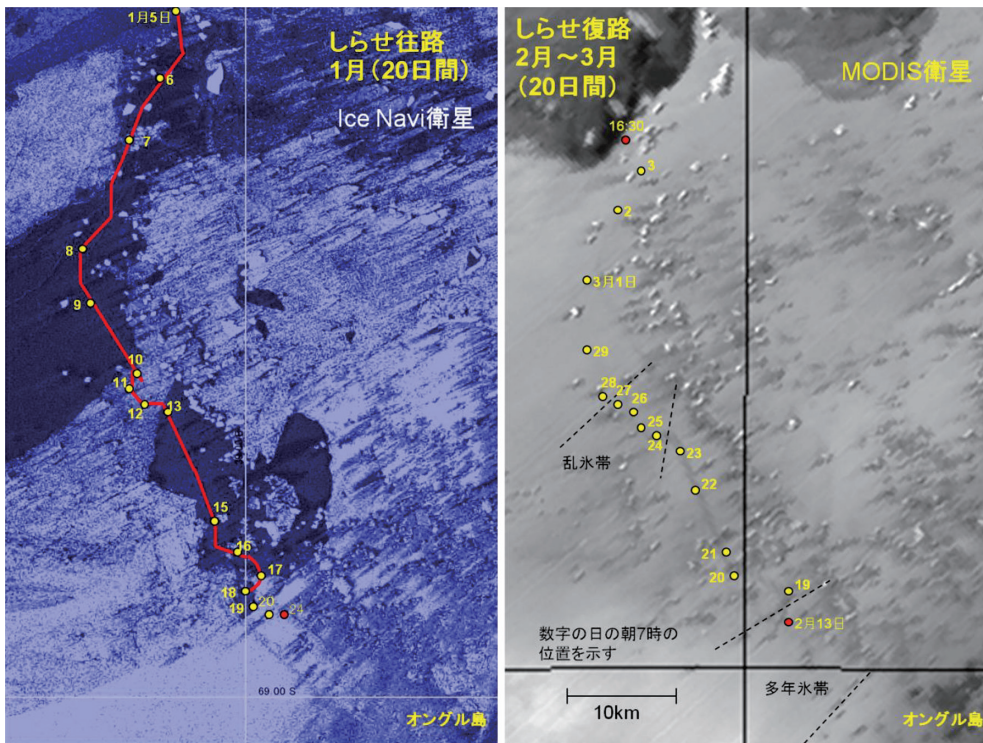 しらせ往路
1月(20日間)
Ice Navi衛星
1月5日
6
7
8
9
10
11
12
13
15
16
17
18
19
20
24
69 00 S
オングル島
しらせ復路
2月～3月
(20日間)
MODIS衛星
16:30
3
2
3月1日
29
28
27
26
25
24
23
22
21
20
19
2月13日
乱氷帯
数字の日の朝7時の
位置を示す
多年氷帯
10km
オングル島